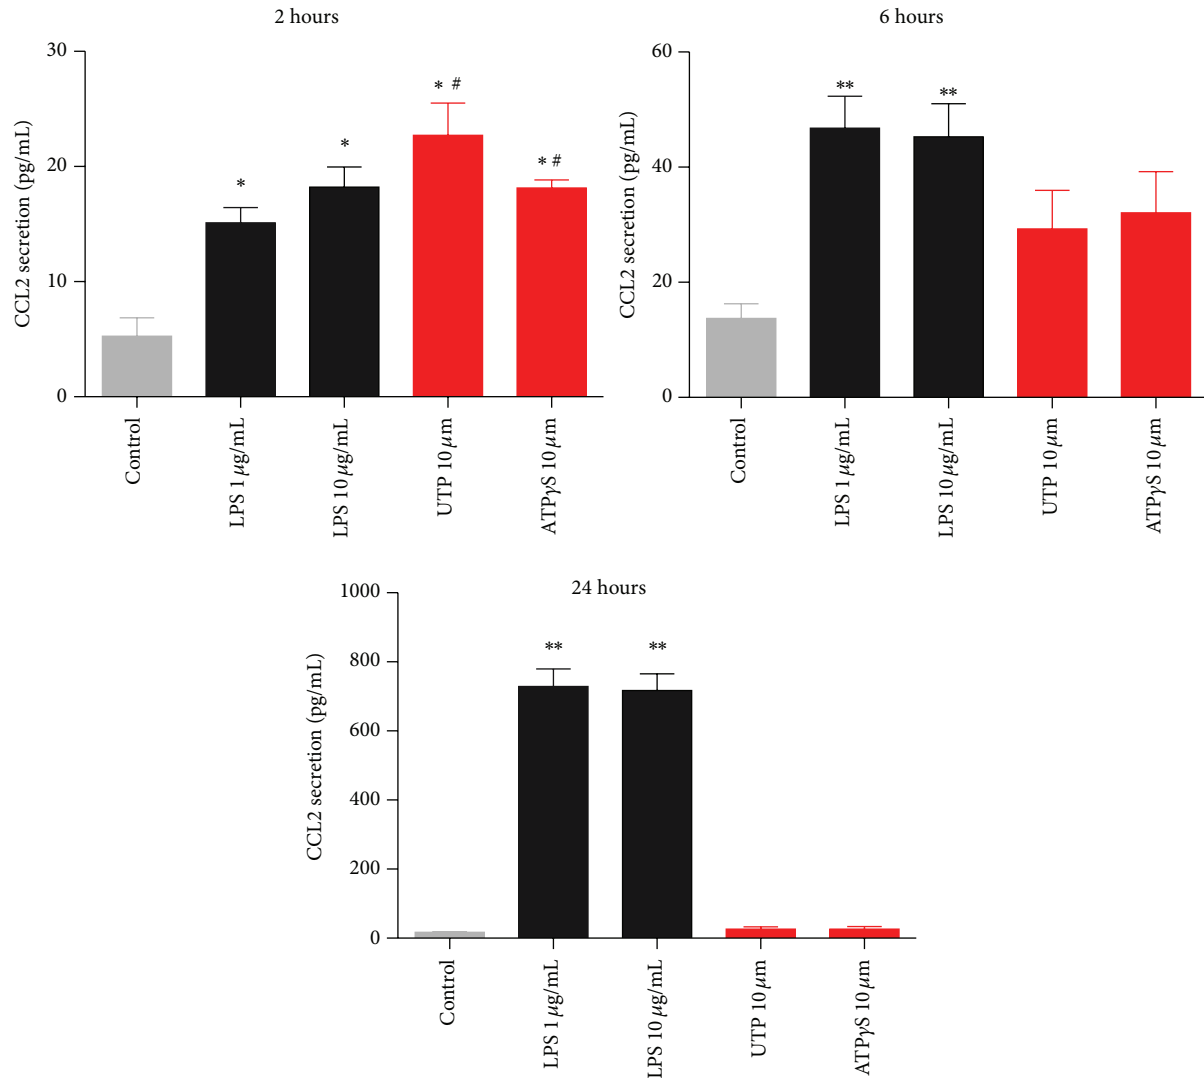 2 hours
CCL2 secretion (pg/mL)
30
20
10
0
* 
*
* #
* #
Control
LPS 1 μg/mL
LPS 10 μg/mL
UTP 10 μm
ATPγS 10 μm
6 hours
CCL2 secretion (pg/mL)
60
40
20
0
**
**
Control
LPS 1 μg/mL
LPS 10 μg/mL
UTP 10 μm
ATPγS 10 μm
24 hours
CCL2 secretion (pg/mL)
1000
800
600
400
200
0
**
**
Control
LPS 1 μg/mL
LPS 10 μg/mL
UTP 10 μm
ATPγS 10 μm